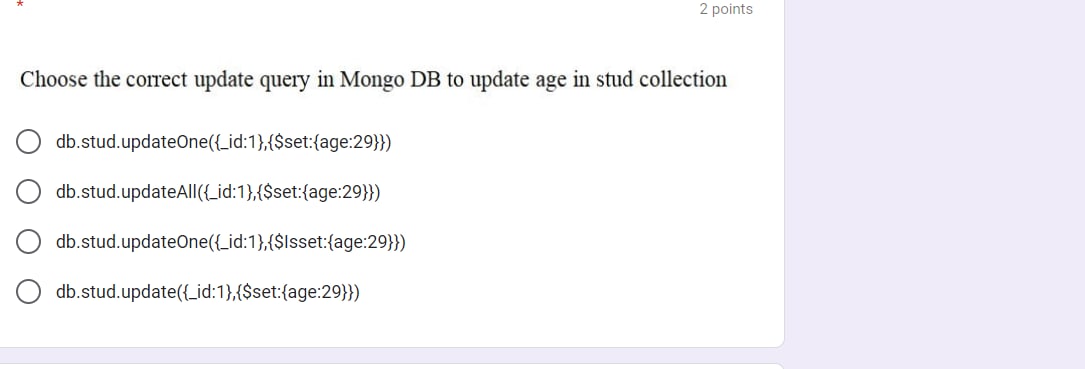 *
2 points
Choose the correct update query in Mongo DB to update age in stud collection
db.stud.updateOne({_id:1},{$set:{age:29}})
db.stud.updateAll({_id:1},{$set:{age:29}})
db.stud.updateOne({_id:1},{$Isset:{age:29}})
db.stud.update({_id:1},{$set:{age:29}})